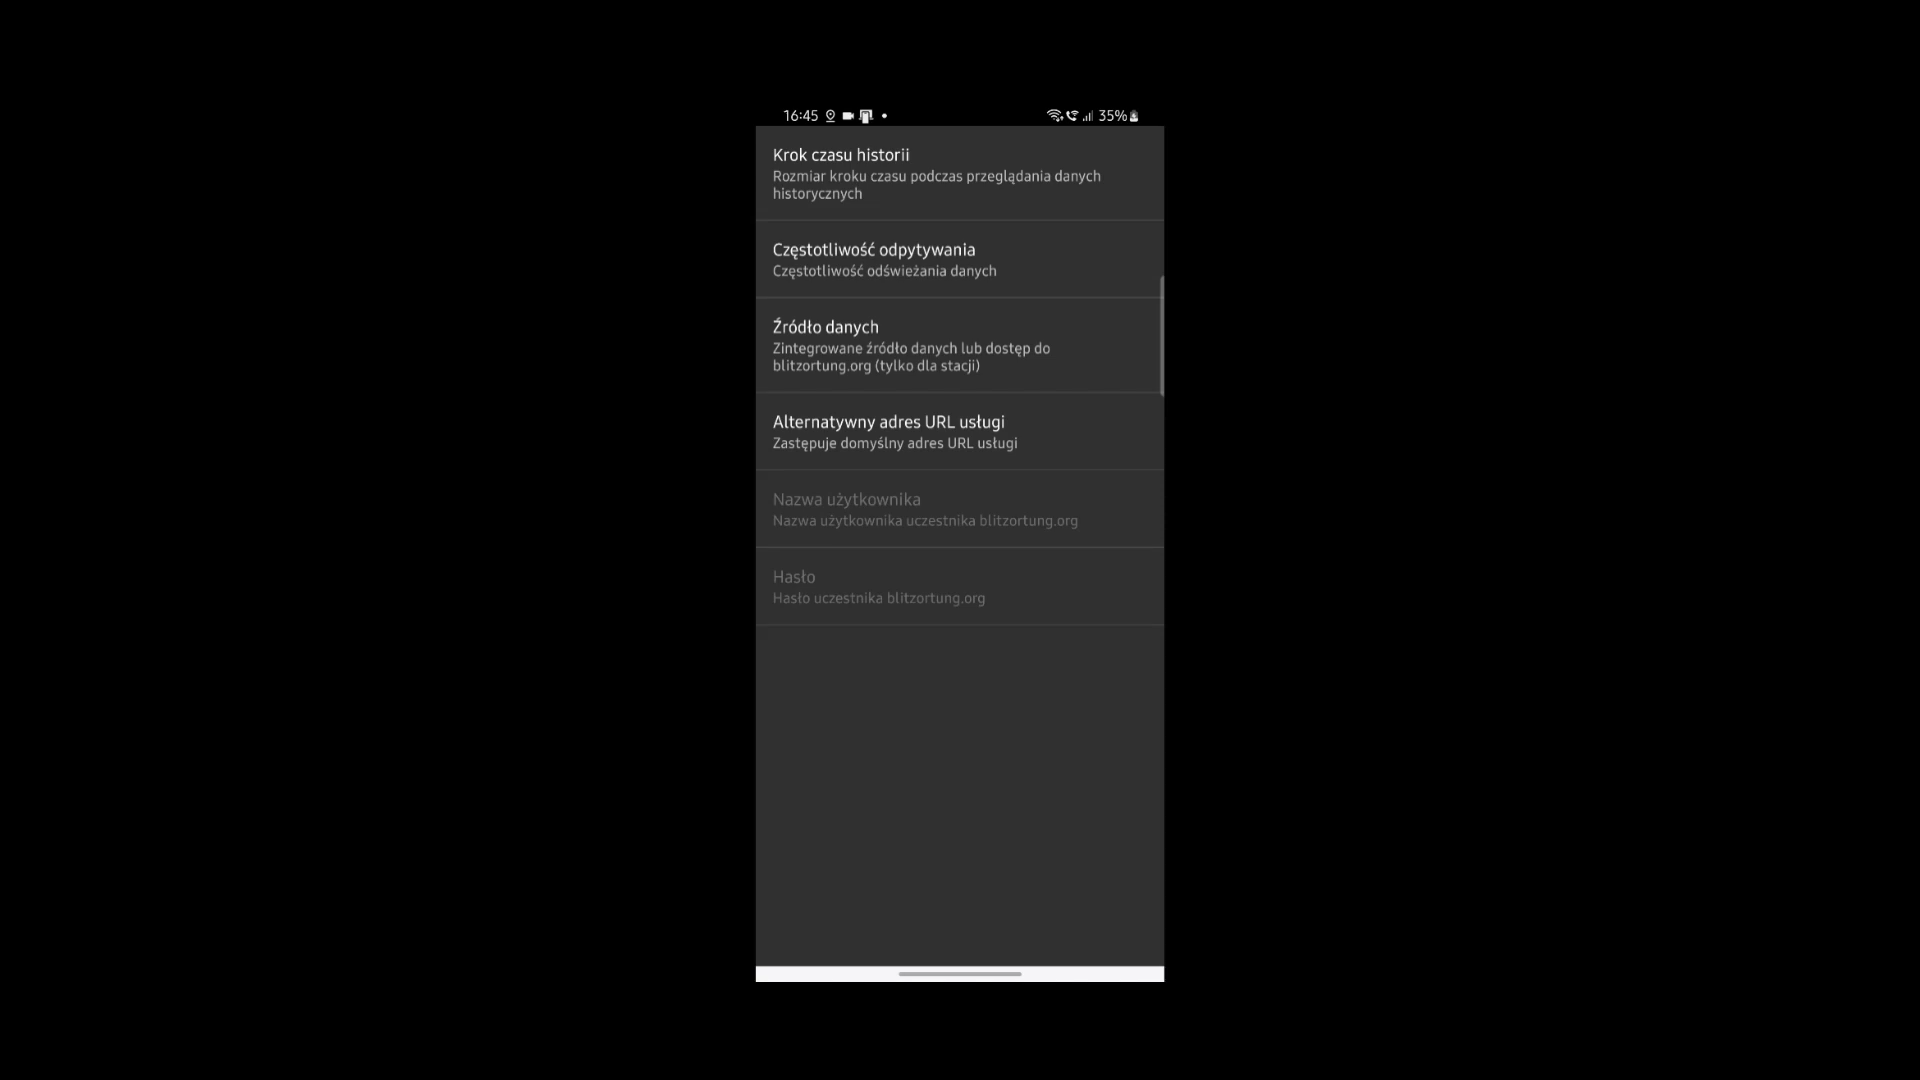 16:45 35%
Krok czasu historii
Rozmiar kroku czasu podczas przeglądania danych
historycznych
Częstotliwość odpytywania
Częstotliwość odświeżania danych
Źródło danych
Zintegrowane źródło danych lub dostęp do
blitzortung.org (tylko dla stacji)
Alternatywny adres URL usługi
Zastępuje domyślny adres URL usługi
Nazwa użytkownika
Nazwa użytkownika uczestnika blitzortung.org
Hasło
Hasło uczestnika blitzortung.org